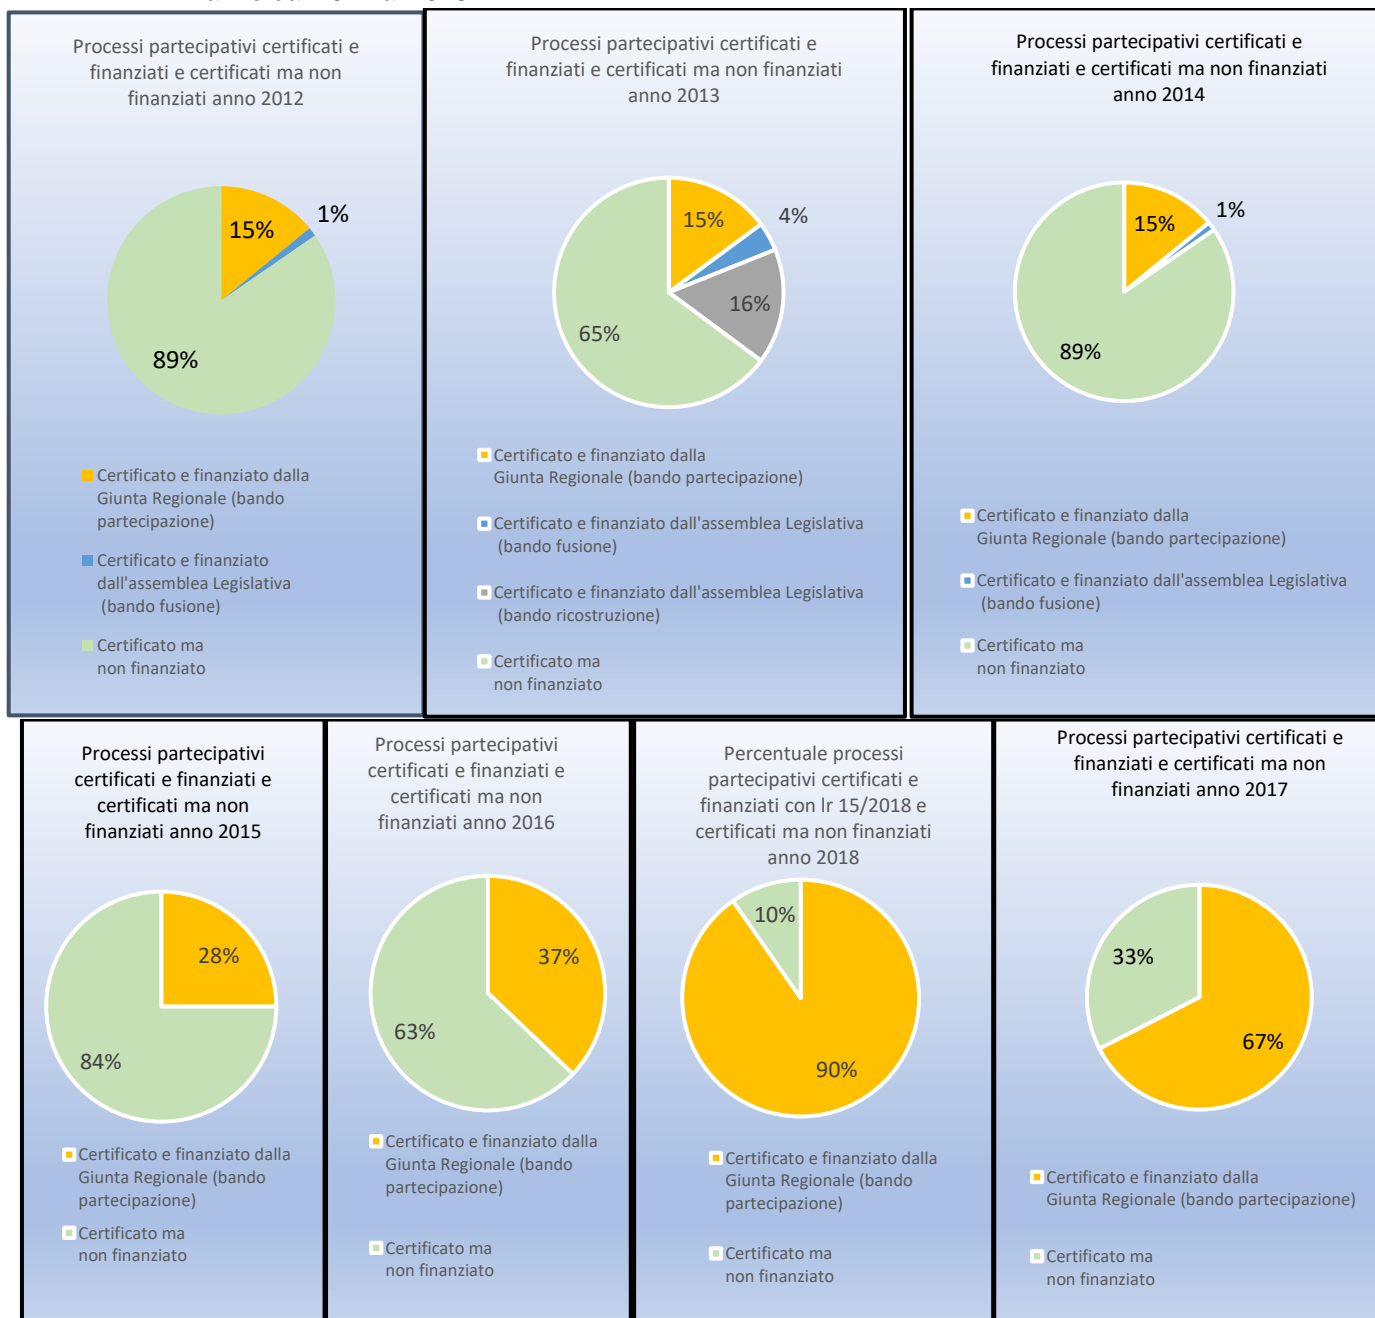 Processi partecipativi certificati e
finanziati e certificati ma non
finanziati anno 2012
15%
1%
89%
Certificato e finanziato dalla
Giunta Regionale (bando
partecipazione)
Certificato e finanziato
dall'assemblea Legislativa
(bando fusione)
Certificato ma
non finanziato
Processi partecipativi certificati e
finanziati e certificati ma non finanziati
anno 2013
15%
4%
16%
65%
Certificato e finanziato dalla
Giunta Regionale (bando partecipazione)
Certificato e finanziato dall'assemblea Legislativa
(bando fusione)
Certificato e finanziato dall'assemblea Legislativa
(bando ricostruzione)
Certificato ma
non finanziato
Processi partecipativi certificati e
finanziati e certificati ma non finanziati
anno 2014
15%
1%
89%
Certificato e finanziato dalla
Giunta Regionale (bando partecipazione)
Certificato e finanziato dall'assemblea Legislativa
(bando fusione)
Certificato ma
non finanziato
Processi partecipativi
certificati e finanziati e
certificati ma non
finanziati anno 2015
28%
84%
Certificato e finanziato dalla
Giunta Regionale (bando
partecipazione)
Certificato ma
non finanziato
Processi partecipativi
certificati e finanziati e
certificati ma non
finanziati anno 2016
37%
63%
Certificato e finanziato dalla
Giunta Regionale (bando
partecipazione)
Certificato ma
non finanziato
Percentuale processi
partecipativi certificati e
finanziati con lr 15/2018 e
certificati ma non finanziati
anno 2018
10%
90%
Certificato e finanziato dalla
Giunta Regionale (bando
partecipazione)
Certificato ma
non finanziato
Processi partecipativi certificati e
finanziati e certificati ma non
finanziati anno 2017
33%
67%
Certificato e finanziato dalla
Giunta Regionale (bando partecipazione)
Certificato ma
non finanziato